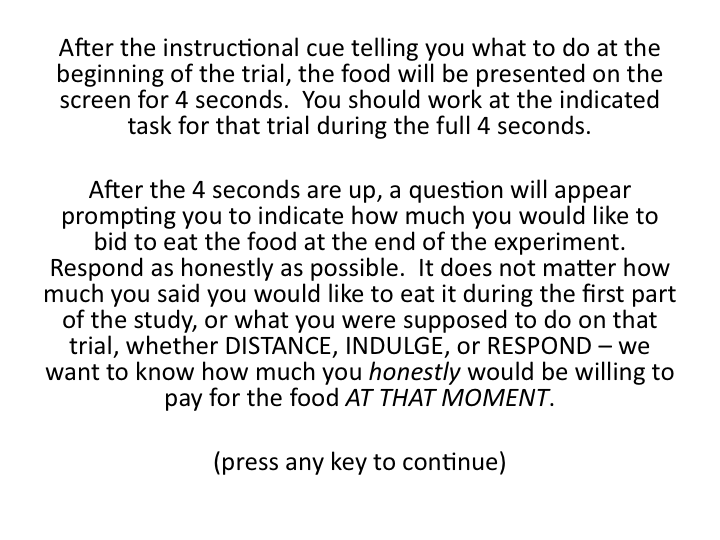 After the instructional cue telling you what to do at the
beginning of the trial, the food will be presented on the
screen for 4 seconds.  You should work at the indicated
task for that trial during the full 4 seconds.
After the 4 seconds are up, a question will appear
prompting you to indicate how much you would like to
bid to eat the food at the end of the experiment.
Respond as honestly as possible.  It does not matter how
much you said you would like to eat it during the first part
of the study, or what you were supposed to do on that
trial, whether DISTANCE, INDULGE, or RESPOND – we
want to know how much you honestly would be willing to
pay for the food AT THAT MOMENT.
(press any key to continue)